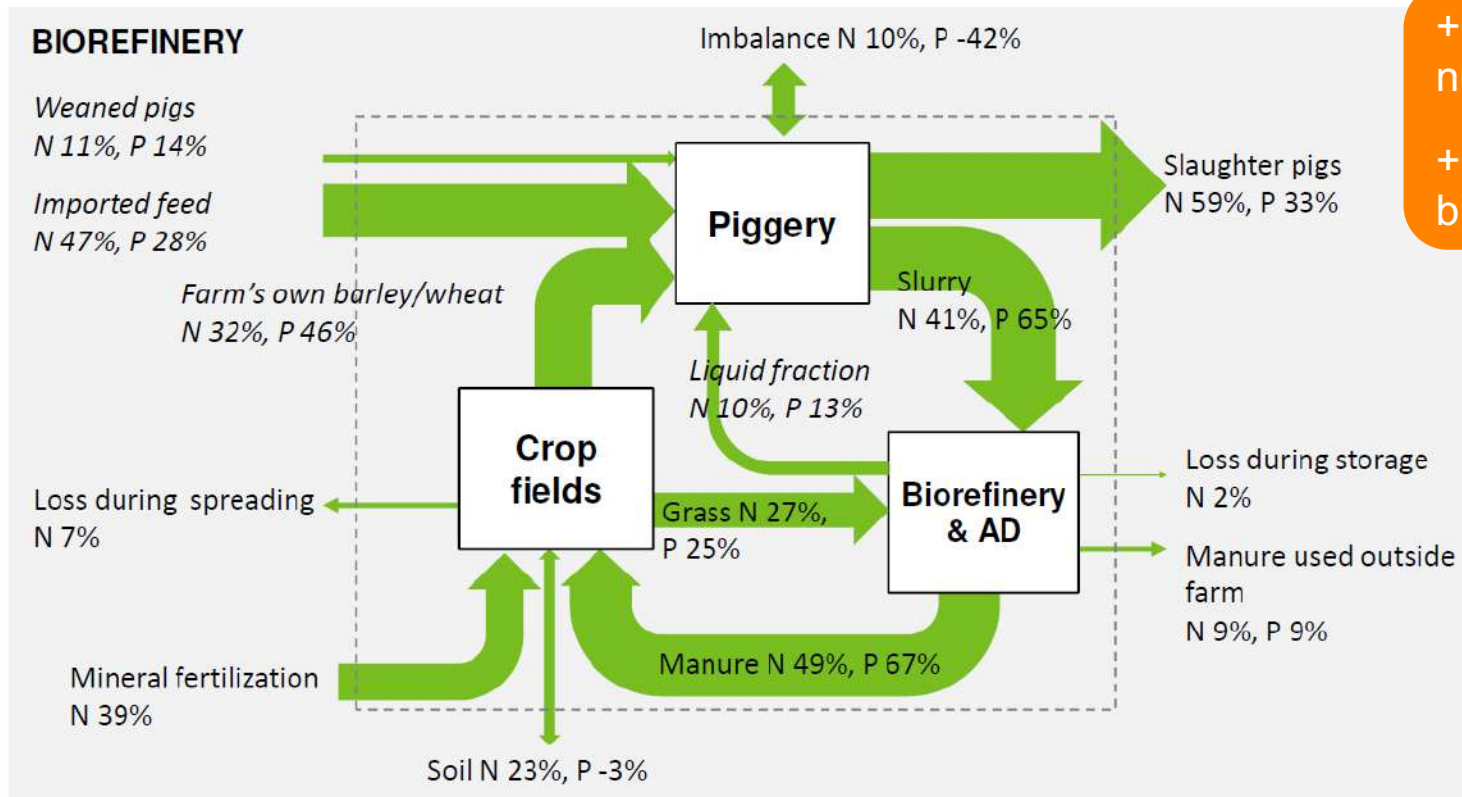 BIOREFINERY
Imbalance N 10%, P -42%
+
n
+
b
Weaned pigs
N 11%, P 14%
Imported feed
N 47%, P 28%
Piggery
Slaughter pigs
N 59%, P 33%
Farm's own barley/wheat
N 32%, P 46%
Slurry
N 41%, P 65%
Liquid fraction
N 10%, P 13%
Crop
fields
Loss during spreading
N 7%
Grass N 27%,
P 25%
Biorefinery
& AD
Loss during storage
N 2%
Manure used outside
farm
N 9%, P 9%
Manure N 49%, P 67%
Mineral fertilization
N 39%
Soil N 23%, P -3%